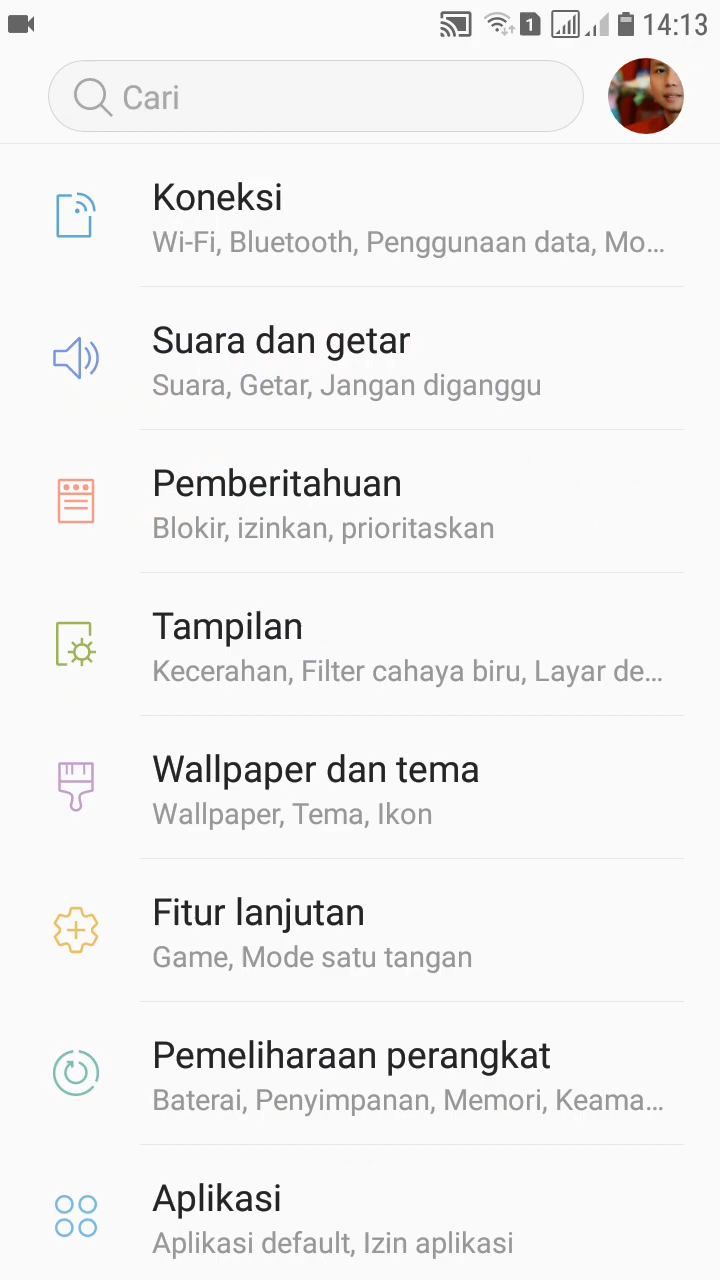 1 14:13
Cari
Koneksi
Wi-Fi, Bluetooth, Penggunaan data, Mo...
Suara dan getar
Suara, Getar, Jangan diganggu
Pemberitahuan
Blokir, izinkan, prioritaskan
Tampilan
Kecerahan, Filter cahaya biru, Layar de...
Wallpaper dan tema
Wallpaper, Tema, Ikon
Fitur lanjutan
Game, Mode satu tangan
Pemeliharaan perangkat
Baterai, Penyimpanan, Memori, Keama...
Aplikasi
Aplikasi default, Izin aplikasi